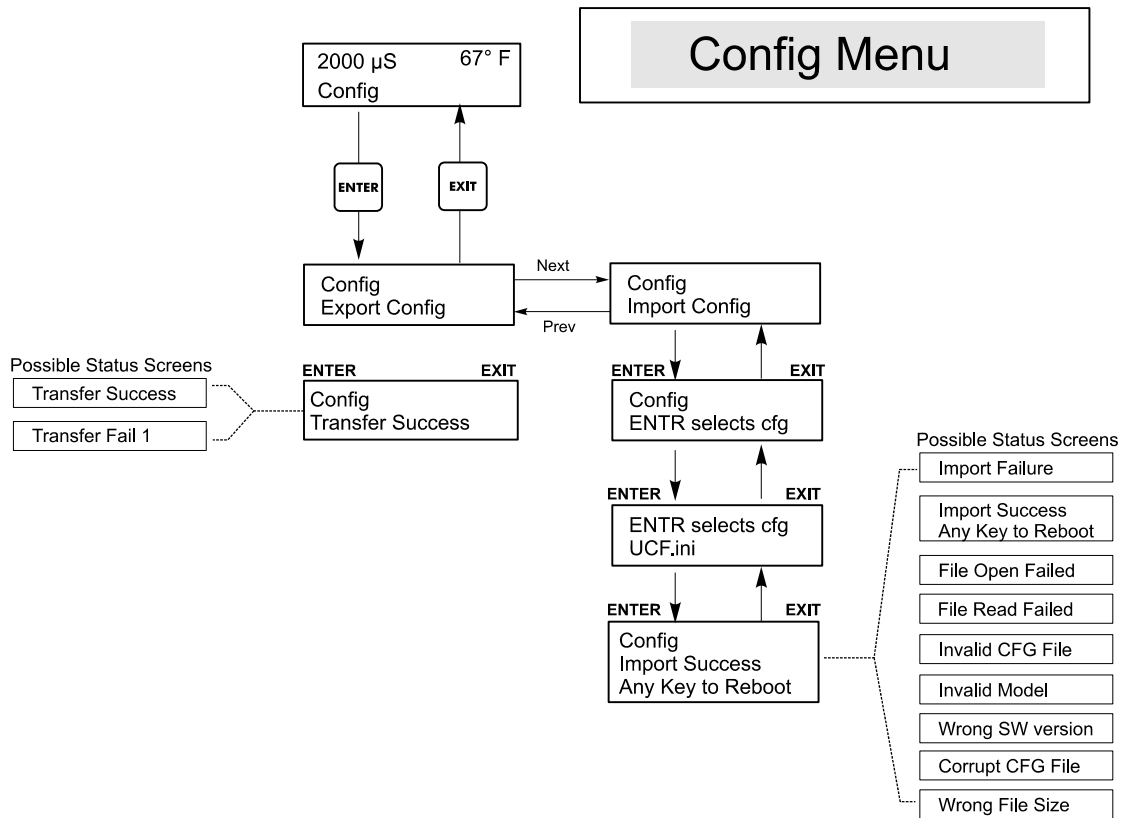 Config Menu
2000 µS 67° F
Config
ENTER
EXIT
Config
Export Config
Next
Prev
Config
Import Config
Possible Status Screens
Transfer Success
Transfer Fail 1
ENTER EXIT
Config
Transfer Success
ENTER EXIT
Config
ENTR selects cfg
ENTER EXIT
ENTR selects cfg
UCF.ini
ENTER EXIT
Config
Import Success
Any Key to Reboot
Possible Status Screens
Import Failure
Import Success
Any Key to Reboot
File Open Failed
File Read Failed
Invalid CFG File
Invalid Model
Wrong SW version
Corrupt CFG File
Wrong File Size